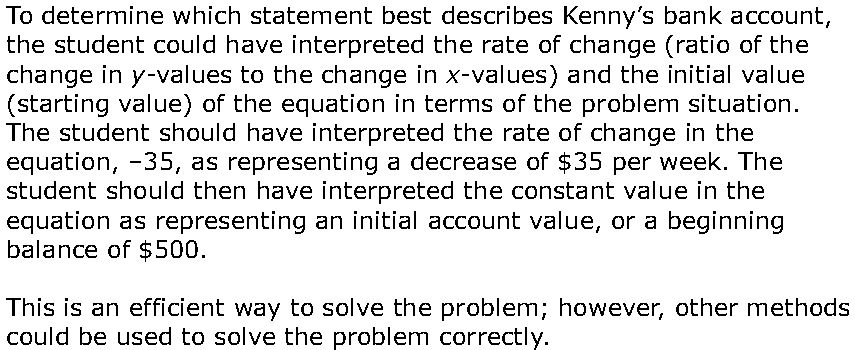 To determine which statement best describes Kenny’s bank account,
the student could have interpreted the rate of change (ratio of the
change in y-values to the change in x-values) and the initial value
(starting value) of the equation in terms of the problem situation.
The student should have interpreted the rate of change in the
equation, –35, as representing a decrease of $35 per week. The
student should then have interpreted the constant value in the
equation as representing an initial account value, or a beginning
balance of $500.
This is an efficient way to solve the problem; however, other methods
could be used to solve the problem correctly.